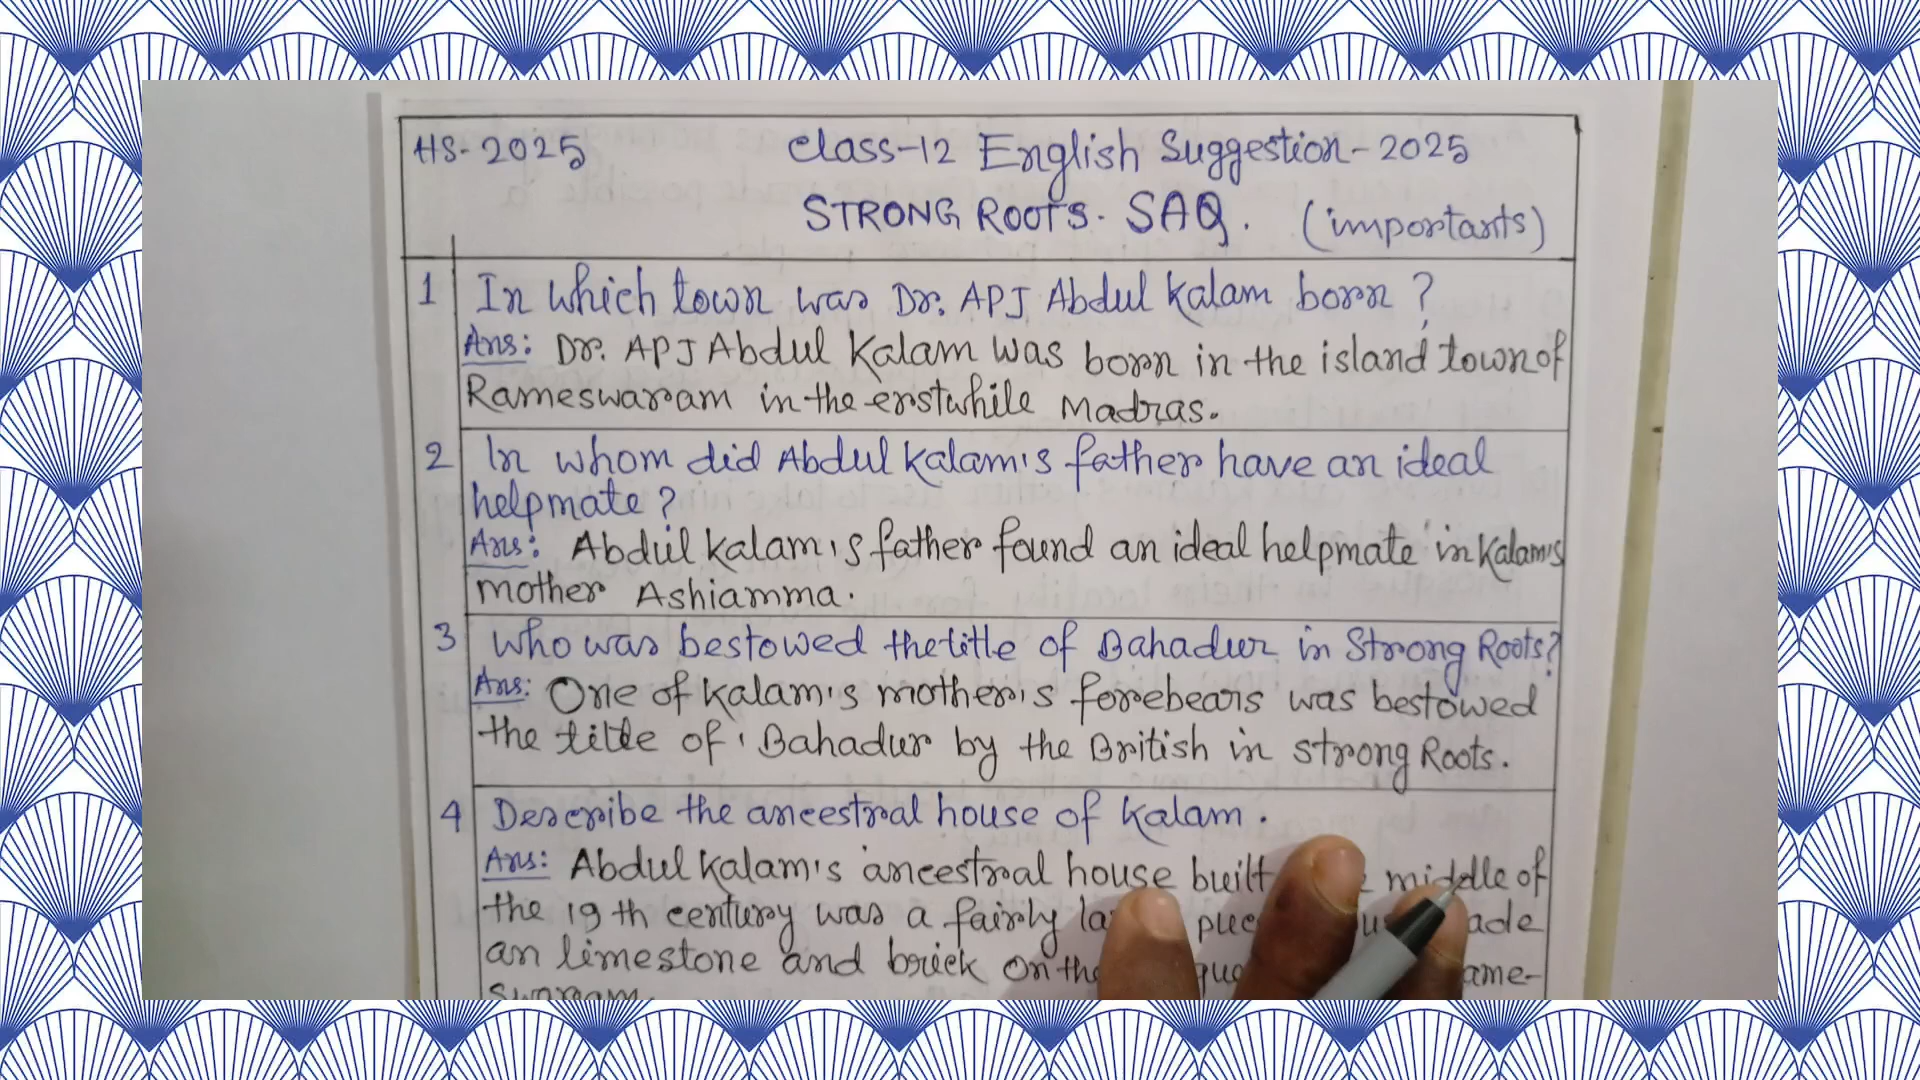 HS-2025
Class-12 English Suggestion-2025
STRONG ROOTS. SAQ. (importants)
1 In which town was Dr. APJ Abdul Kalam born?
Ans: Dr. APJ Abdul Kalam was born in the island town of
Rameswaram in the erstwhile Madras.
2 In whom did Abdul Kalam's father have an ideal
helpmate?
Ans: Abdul Kalam's father found an ideal helpmate in Kalam's
mother Ashiamma.
3 Who was bestowed the title of Bahadur in Strong Roots?
Ans: One of Kalam's mother's forebears was bestowed
the title of 'Bahadur by the British in Strong Roots.
4 Describe the ancestral house of Kalam.
Ans: Abdul Kalam's ancestral house built middle of
the 19th century was a fairly
an limestone and brick on the ame-
swaram.